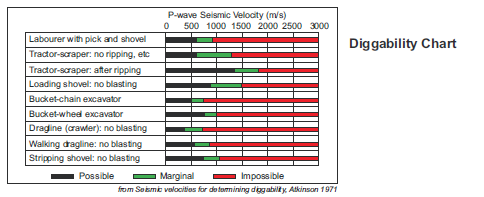 P-wave Seismic Velocity (m/s)
0 500 1000 1500 2000 2500 3000
Diggability Chart
Labourer with pick and shovel
Tractor-scraper: no ripping, etc
Tractor-scraper: after ripping
Loading shovel: no blasting
Bucket-chain excavator
Bucket-wheel excavator
Dragline (crawler): no blasting
Walking dragline: no blasting
Stripping shovel: no blasting
Possible Marginal Impossible
from Seismic velocities for determining diggability, Atkinson 1971